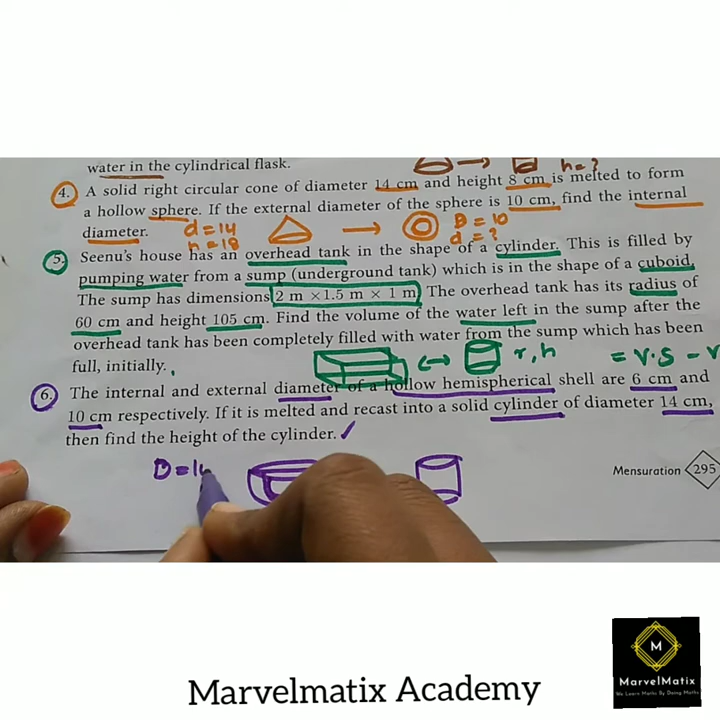 water in the cylindrical flask. h=?
4. A solid right circular cone of diameter 14 cm and height 8 cm is melted to form
a hollow sphere. If the external diameter of the sphere is 10 cm, find the internal
diameter. d=14 D=10
h=18 d=?
5. Seenu's house has an overhead tank in the shape of a cylinder. This is filled by
pumping water from a sump (underground tank) which is in the shape of a cuboid.
The sump has dimensions 2 m ×1.5 m × 1 m. The overhead tank has its radius of
60 cm and height 105 cm. Find the volume of the water left in the sump after the
overhead tank has been completely filled with water from the sump which has been
full, initially. r,h = V.S - V
6. The internal and external diameter of a hollow hemispherical shell are 6 cm and
10 cm respectively. If it is melted and recast into a solid cylinder of diameter 14 cm,
then find the height of the cylinder.
D=
Mensuration 295
M
MarvelMatix
We Learn Maths By Doing Maths
Marvelmatix Academy